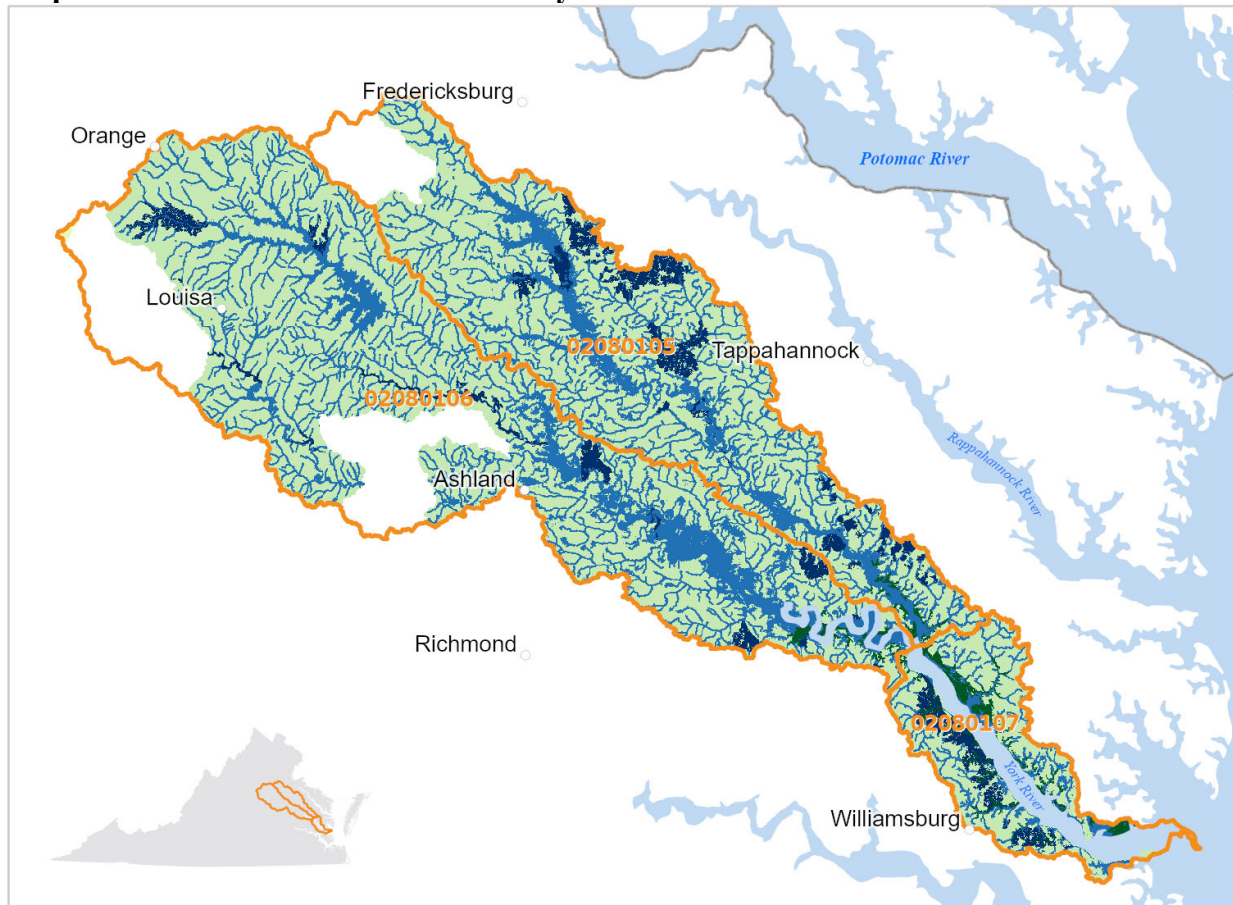 Fredericksburg
Orange
Potomac River
Louisa
02080105
Tappahannock
02080106
Rappahannock River
Ashland
Richmond
02080107
York River
Williamsburg